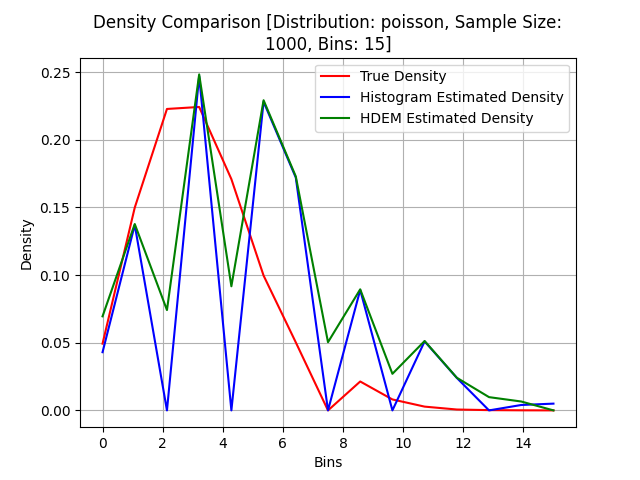 Density Comparison [Distribution: poisson, Sample Size:
1000, Bins: 15]
True Density
Histogram Estimated Density
HDEM Estimated Density
Density
0.25
0.20
0.15
0.10
0.05
0.00
0 2 4 6 8 10 12 14
Bins